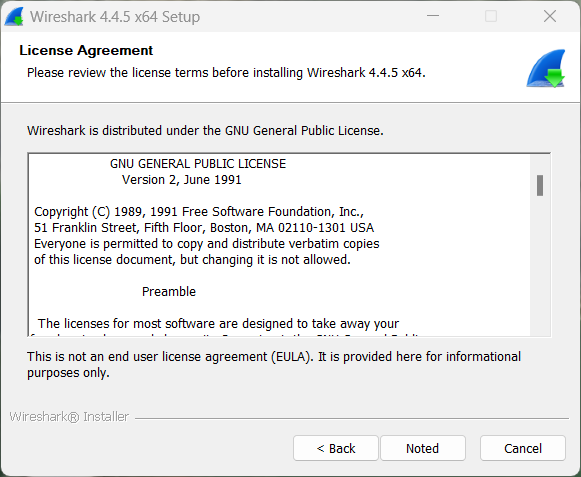 Wireshark 4.4.5 x64 Setup
License Agreement
Please review the license terms before installing Wireshark 4.4.5 x64.
Wireshark is distributed under the GNU General Public License.
GNU GENERAL PUBLIC LICENSE
Version 2, June 1991
Copyright (C) 1989, 1991 Free Software Foundation, Inc.,
51 Franklin Street, Fifth Floor, Boston, MA 02110-1301 USA
Everyone is permitted to copy and distribute verbatim copies
of this license document, but changing it is not allowed.
Preamble
The licenses for most software are designed to take away your
This is not an end user license agreement (EULA). It is provided here for informational
purposes only.
Wireshark® Installer
< Back
Noted
Cancel